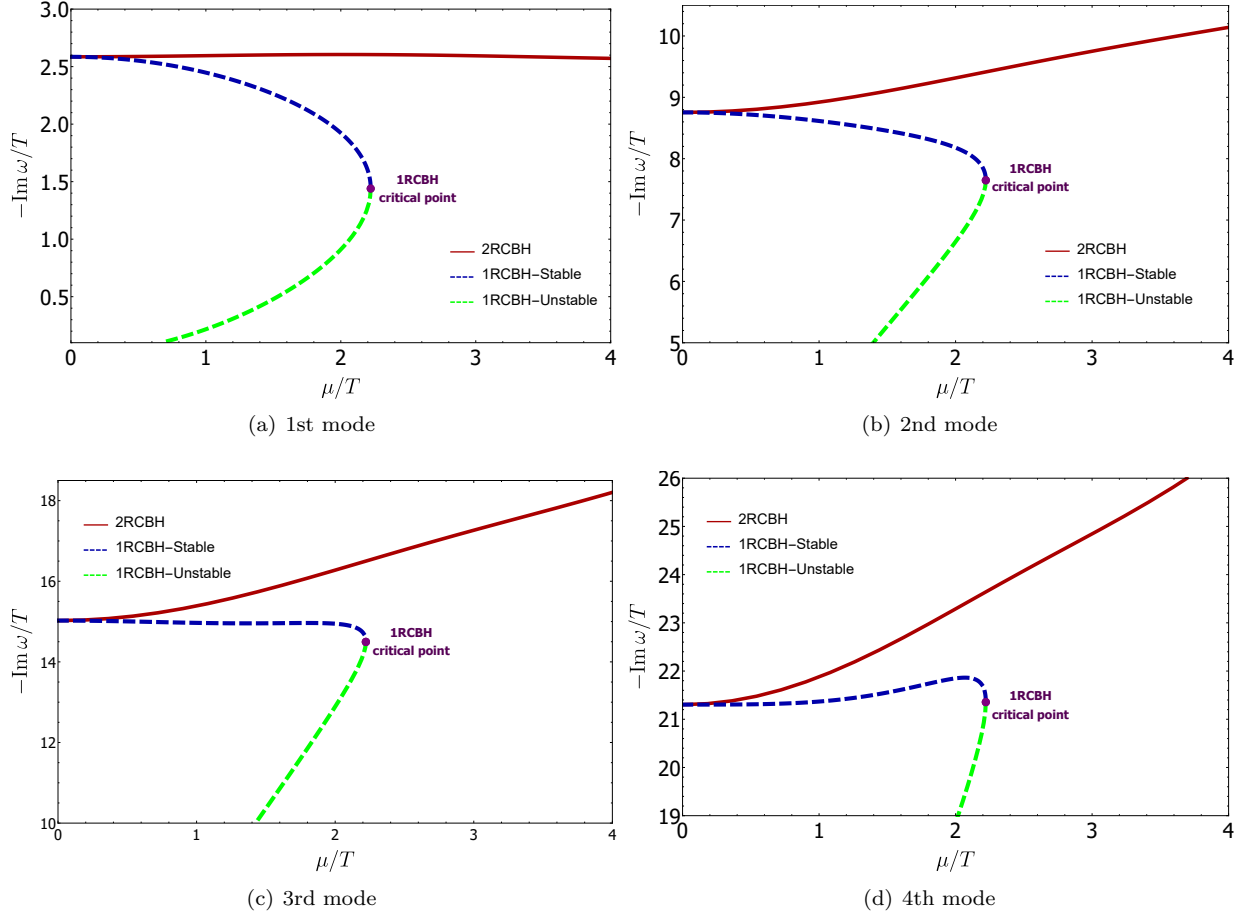 3.0
2.5
2.0
1.5
1.0
0.5
0
1
2
3
4
−Im ω/T
μ/T
1RCBH
critical point
2RCBH
1RCBH−Stable
1RCBH−Unstable
(a) 1st mode
10
9
8
7
6
5
0
1
2
3
4
−Im ω/T
μ/T
1RCBH
critical point
2RCBH
1RCBH−Stable
1RCBH−Unstable
(b) 2nd mode
18
16
14
12
10
0
1
2
3
4
−Im ω/T
μ/T
2RCBH
1RCBH−Stable
1RCBH−Unstable
1RCBH
critical point
(c) 3rd mode
26
25
24
23
22
21
20
19
0
1
2
3
4
−Im ω/T
μ/T
2RCBH
1RCBH−Stable
1RCBH−Unstable
1RCBH
critical point
(d) 4th mode